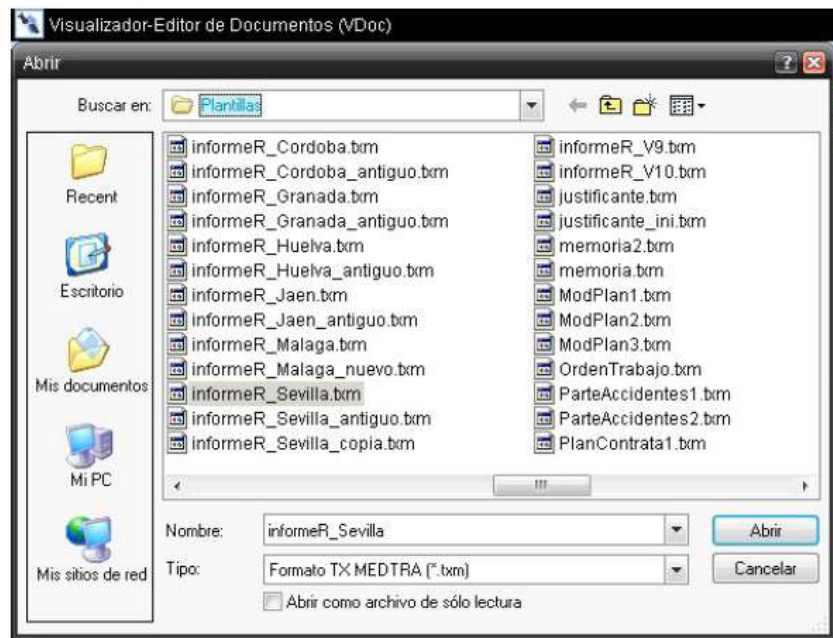 Visualizador-Editor de Documentos (VDoc)
Abrir
Buscar en:
Plantillas
Recent
Escritorio
Mis documentos
Mi PC
Mis sitios de red
informeR_Cordoba.txm
informeR_Cordoba_antiguo.txm
informeR_Granada.txm
informeR_Granada_antiguo.txm
informeR_Huelva.txm
informeR_Huelva_antiguo.txm
informeR_Jaen.txm
informeR_Jaen_antiguo.txm
informeR_Malaga.txm
informeR_Malaga_nuevo.txm
informeR_Sevilla.txm
informeR_Sevilla_antiguo.txm
informeR_Sevilla_copia.txm
informeR_V9.txm
informeR_V10.txm
justificante.txm
justificante_ini.txm
memoria2.txm
memoria.txm
ModPlan1.txm
ModPlan2.txm
ModPlan3.txm
OrdenTrabajo.txm
ParteAccidentes1.txm
ParteAccidentes2.txm
PlanContrata1.txm
Nombre:
informeR_Sevilla
Abrir
Tipo:
Formato TX MEDTRA (*.txm)
Cancelar
Abrir como archivo de sólo lectura